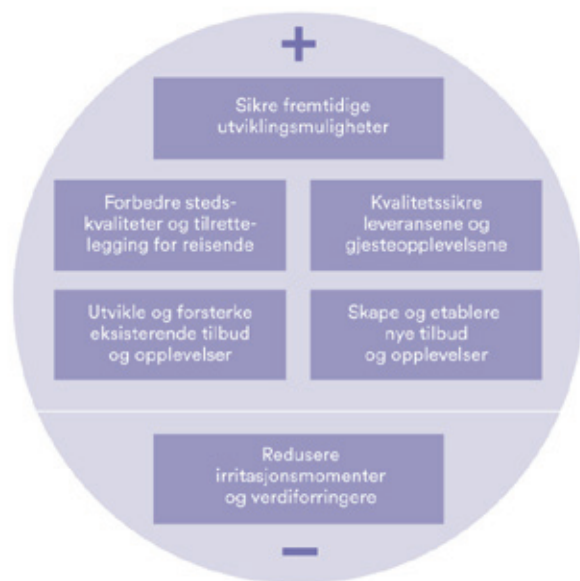 +
Sikre fremtidige
utviklingsmuligheter
Forbedre steds-
kvaliteter og tilrette-
legging for reisende
Kvalitetssikre
leveransene og
gjesteopplevelsene
Utvikle og forsterke
eksisterende tilbud
og opplevelser
Skape og etablere
nye tilbud
og opplevelser
Redusere
irritasjonsmomenter
og verdiforringere
−